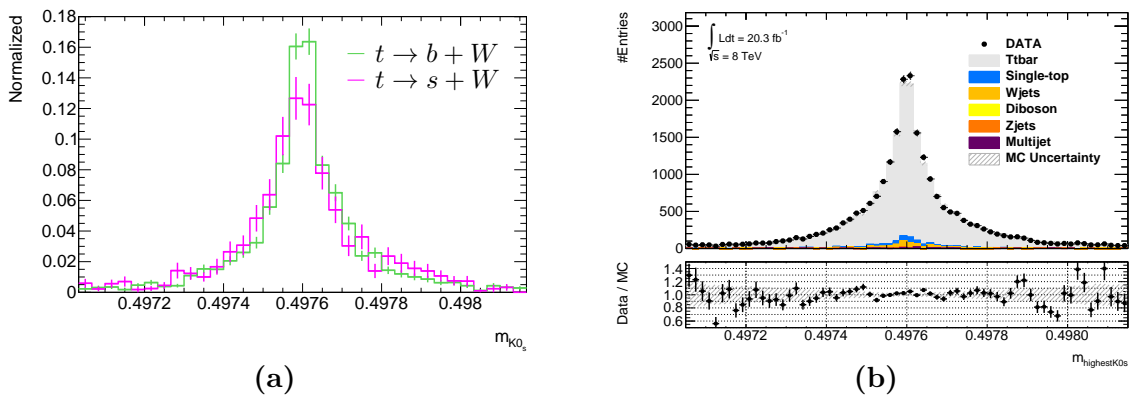 Normalized
0.18
0.16
0.14
0.12
0.1
0.08
0.06
0.04
0.02
0
t → b + W
t → s + W
0.4972 0.4974 0.4976 0.4978 0.498
m_{K0_s}
(a)
#Entries
3000
2500
2000
1500
1000
500
0
∫ Ldt = 20.3 fb⁻¹
√s = 8 TeV
DATA
Ttbar
Single-top
Wjets
Diboson
Zjets
Multijet
MC Uncertainty
Data / MC
1.4
1.2
1.0
0.8
0.6
0.4972 0.4974 0.4976 0.4978 0.4980
m_{highestK0s}
(b)